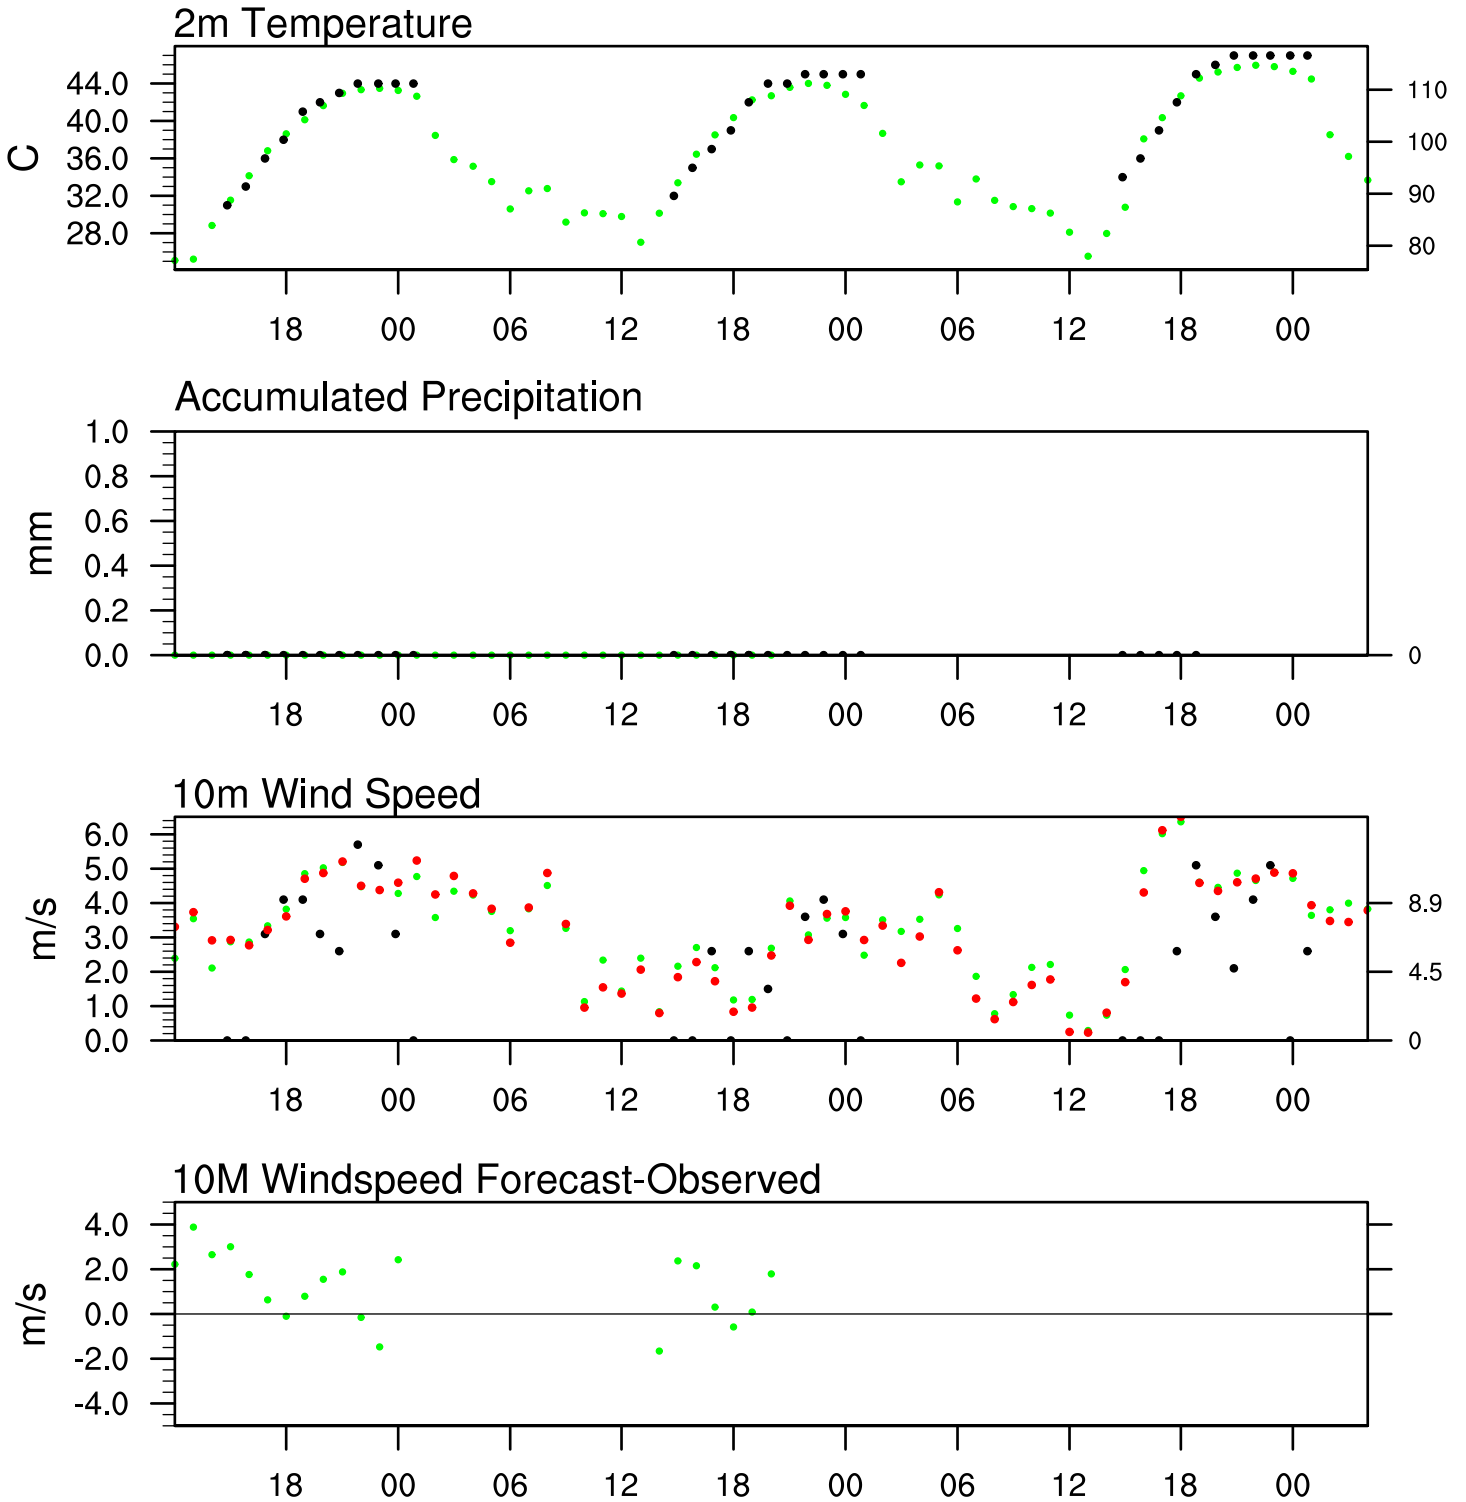 2m Temperature
C
44.0
40.0
36.0
32.0
28.0
110
100
90
80
18 00 06 12 18 00 06 12 18 00
Accumulated Precipitation
mm
1.0
0.8
0.6
0.4
0.2
0.0
0
18 00 06 12 18 00 06 12 18 00
10m Wind Speed
m/s
6.0
5.0
4.0
3.0
2.0
1.0
0.0
8.9
4.5
0
18 00 06 12 18 00 06 12 18 00
10M Windspeed Forecast-Observed
m/s
4.0
2.0
0.0
-2.0
-4.0
18 00 06 12 18 00 06 12 18 00